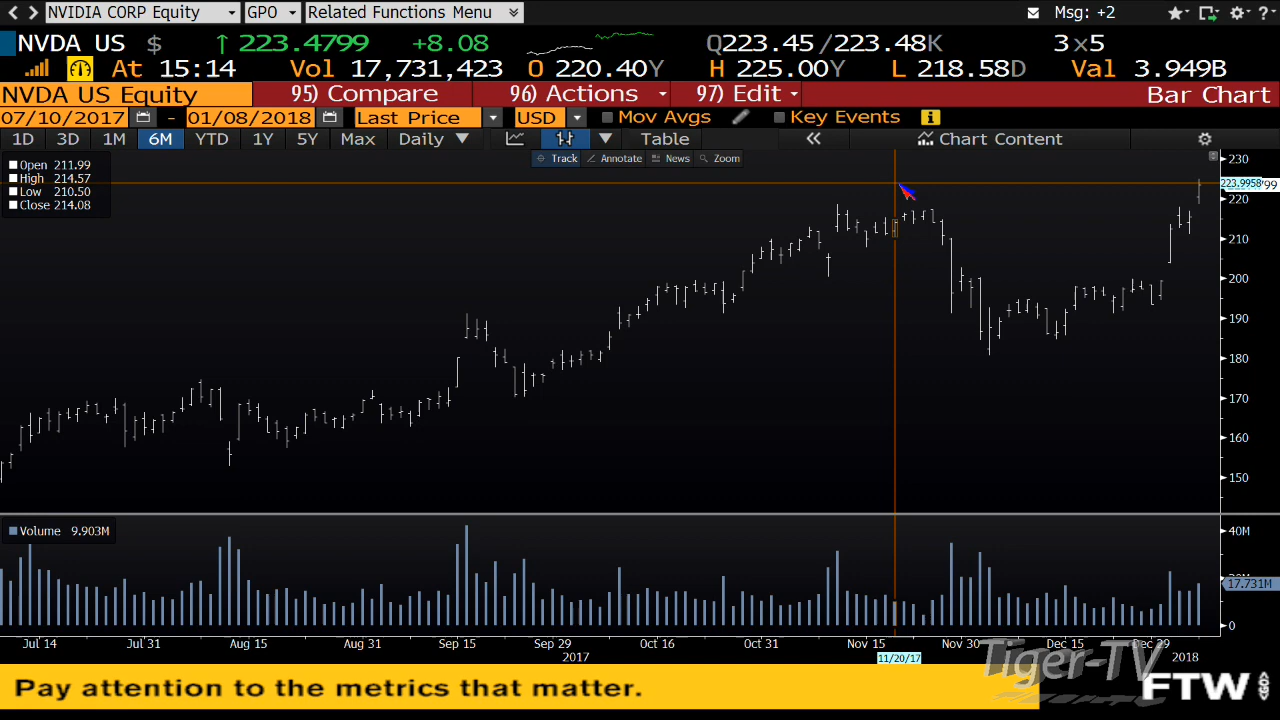 NVIDIA CORP Equity GPO Related Functions Menu Msg: +2 ?
NVDA US $ ↑ 223.4799 +8.08 Q223.45/223.48K 3x5
At 15:14 Vol 17,731,423 O 220.40Y H 225.00Y L 218.58D Val 3.949B
NVDA US Equity 95) Compare 96) Actions 97) Edit Bar Chart
07/10/2017 - 01/08/2018 Last Price USD Mov Avgs Key Events i
1D 3D 1M 6M YTD 1Y 5Y Max Daily Table « Chart Content
Track Annotate News Zoom
Open 211.99
High 214.57
Low 210.50
Close 214.08
230
223.9958
220
210
200
190
180
170
160
150
Volume 9.903M
40M
17.731M
0
Jul 14 Jul 31 Aug 15 Aug 31 Sep 15 Sep 29 Oct 16 Oct 31 Nov 15 Nov 30 Dec 15 Dec 29
2017 11/20/17 2018
Tiger-TV
Pay attention to the metrics that matter.
FTW